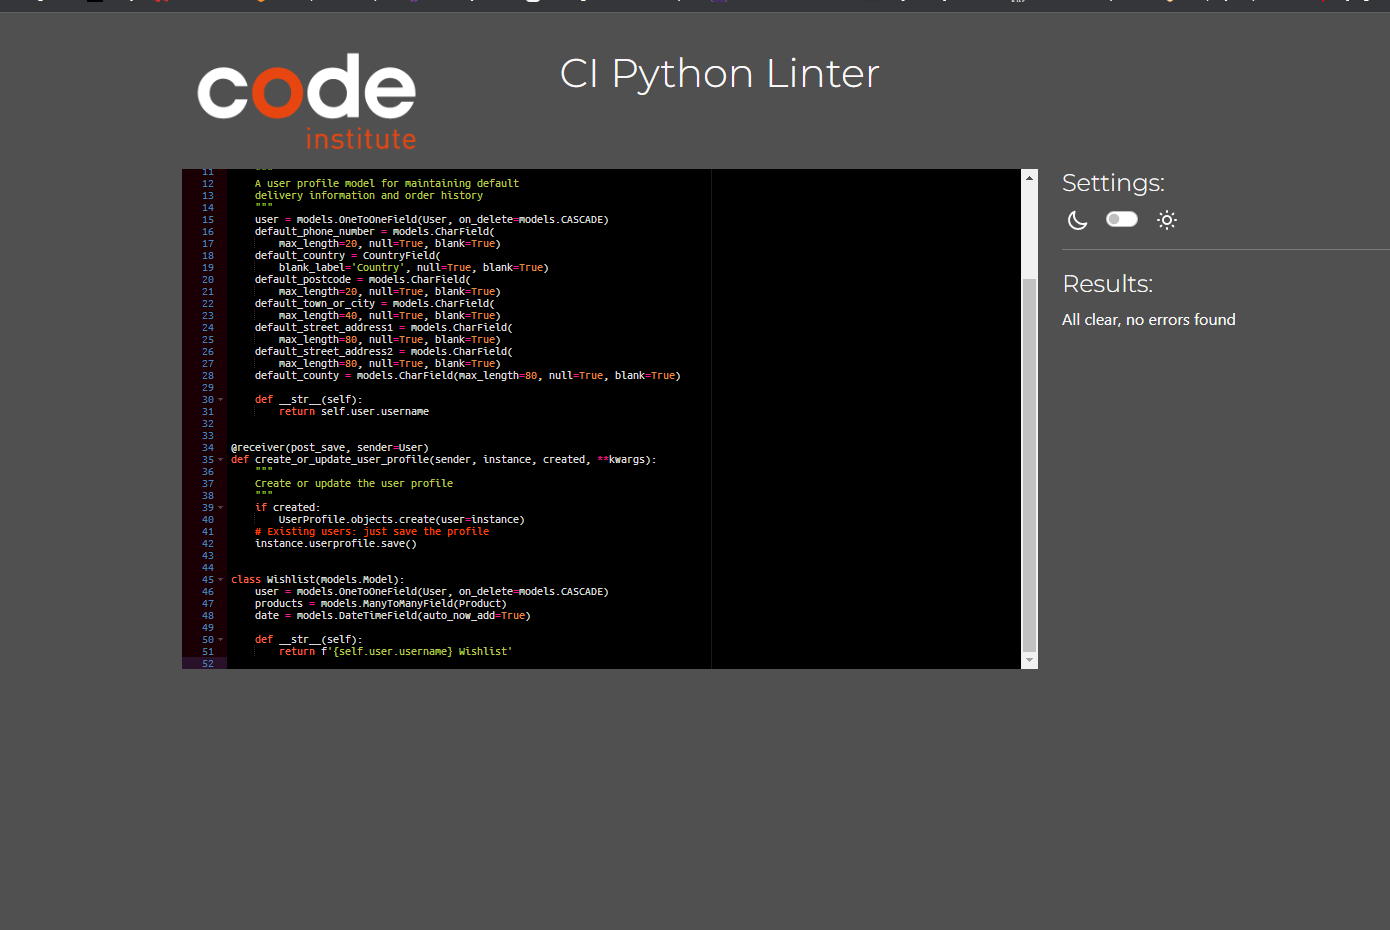 code
institute
CI Python Linter
11 """
12 A user profile model for maintaining default
13 delivery information and order history
14 """
15 user = models.OneToOneField(User, on_delete=models.CASCADE)
16 default_phone_number = models.CharField(
17 max_length=20, null=True, blank=True)
18 default_country = CountryField(
19 blank_label='Country', null=True, blank=True)
20 default_postcode = models.CharField(
21 max_length=20, null=True, blank=True)
22 default_town_or_city = models.CharField(
23 max_length=40, null=True, blank=True)
24 default_street_address1 = models.CharField(
25 max_length=80, null=True, blank=True)
26 default_street_address2 = models.CharField(
27 max_length=80, null=True, blank=True)
28 default_county = models.CharField(max_length=80, null=True, blank=True)
29
30 def __str__(self):
31 return self.user.username
32
33
34 @receiver(post_save, sender=User)
35 def create_or_update_user_profile(sender, instance, created, **kwargs):
36 """
37 Create or update the user profile
38 """
39 if created:
40 UserProfile.objects.create(user=instance)
41 # Existing users: just save the profile
42 instance.userprofile.save()
43
44
45 class Wishlist(models.Model):
46 user = models.OneToOneField(User, on_delete=models.CASCADE)
47 products = models.ManyToManyField(Product)
48 date = models.DateTimeField(auto_now_add=True)
49
50 def __str__(self):
51 return f'{self.user.username} Wishlist'
52
Settings:
Results:
All clear, no errors found